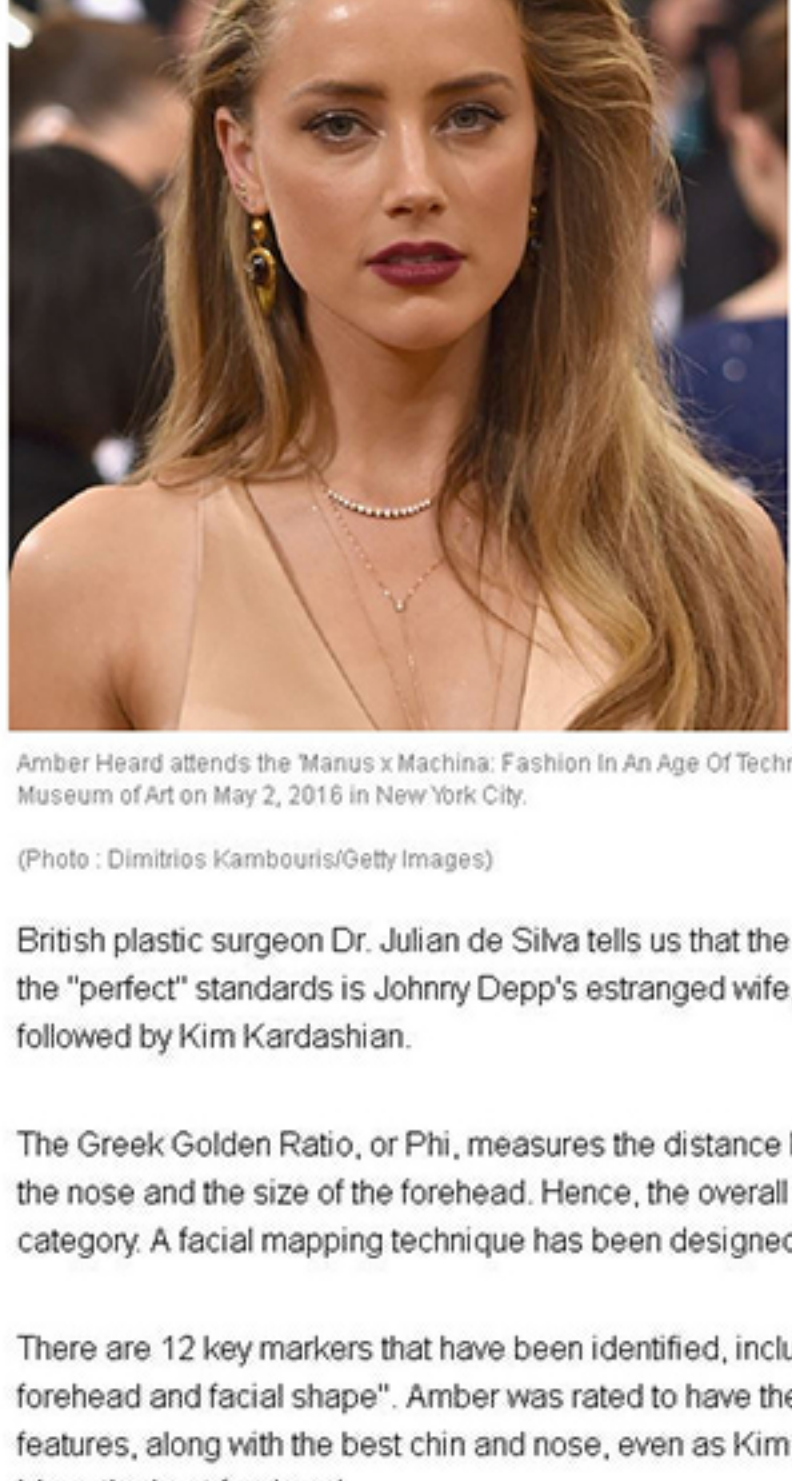 Amber Heard attends the 'Manus x Machina: Fashion In An Age Of Techn
Museum of Art on May 2, 2016 in New York City.
(Photo : Dimitrios Kambouris/Getty Images)
British plastic surgeon Dr. Julian de Silva tells us that the
the "perfect" standards is Johnny Depp's estranged wife
followed by Kim Kardashian.
The Greek Golden Ratio, or Phi, measures the distance
the nose and the size of the forehead. Hence, the overall
category. A facial mapping technique has been designed
There are 12 key markers that have been identified, inclu
forehead and facial shape". Amber was rated to have the
features, along with the best chin and nose, even as Kim